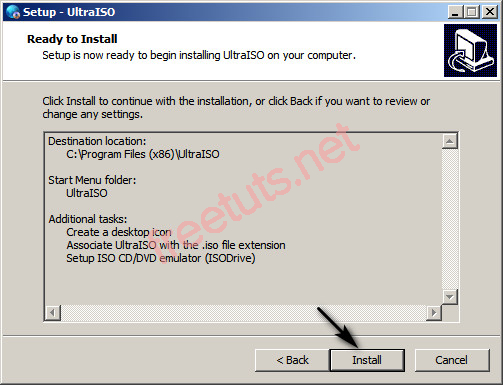 Setup - UltraISO
Ready to Install
Setup is now ready to begin installing UltraISO on your computer.
Click Install to continue with the installation, or click Back if you want to review or
change any settings.
Destination location:
C:\Program Files (x86)\UltraISO
Start Menu folder:
UltraISO
Additional tasks:
Create a desktop icon
Associate UltraISO with the .iso file extension
Setup ISO CD/DVD emulator (ISODrive)
freetuts.net
< Back
Install
Cancel